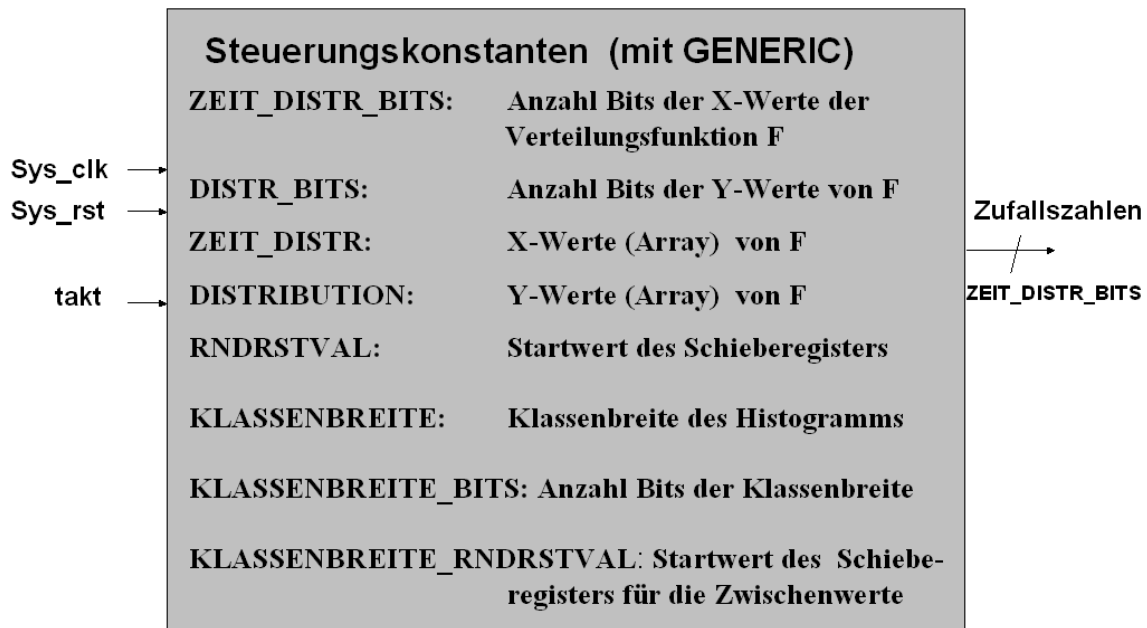 Steuerungskonstanten (mit GENERIC)
ZEIT_DISTR_BITS: Anzahl Bits der X-Werte der
Verteilungsfunktion F
Sys_clk
DISTR_BITS: Anzahl Bits der Y-Werte von F
Sys_rst
Zufallszahlen
ZEIT_DISTR: X-Werte (Array) von F
takt
DISTRIBUTION: Y-Werte (Array) von F
ZEIT_DISTR_BITS
RNDRSTVAL: Startwert des Schieberegisters
KLASSENBREITE: Klassenbreite des Histogramms
KLASSENBREITE_BITS: Anzahl Bits der Klassenbreite
KLASSENBREITE_RNDRSTVAL: Startwert des Schiebe-
registers für die Zwischenwerte